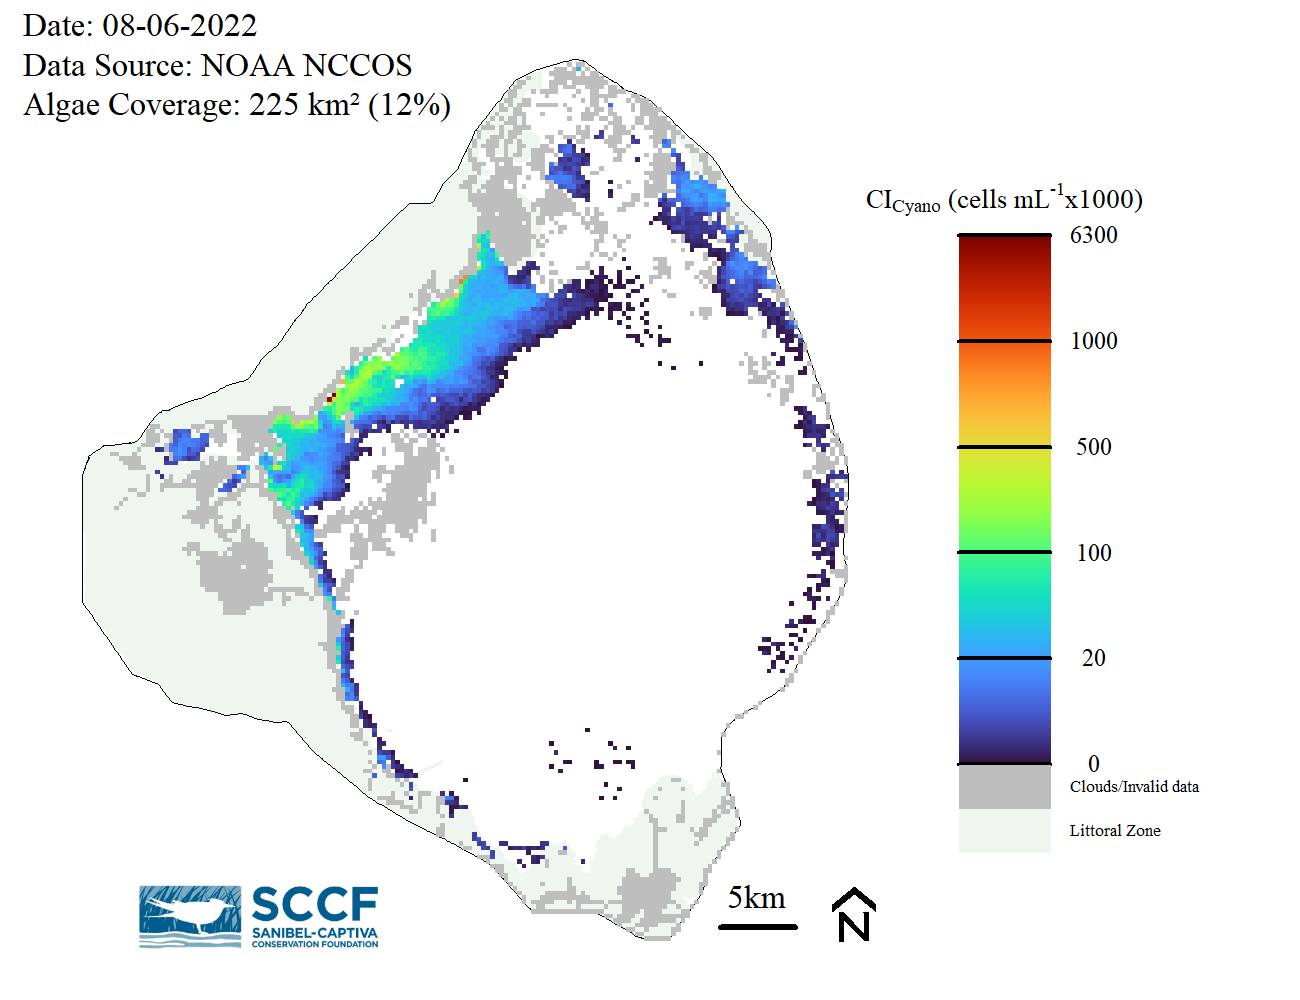 Date: 08-06-2022
Data Source: NOAA NCCOS
Algae Coverage: 225 km² (12%)
CICyano (cells mL-1x1000)
6300
1000
500
100
20
0
Clouds/Invalid data
Littoral Zone
5km
N
SCCF
SANIBEL-CAPTIVA
CONSERVATION FOUNDATION